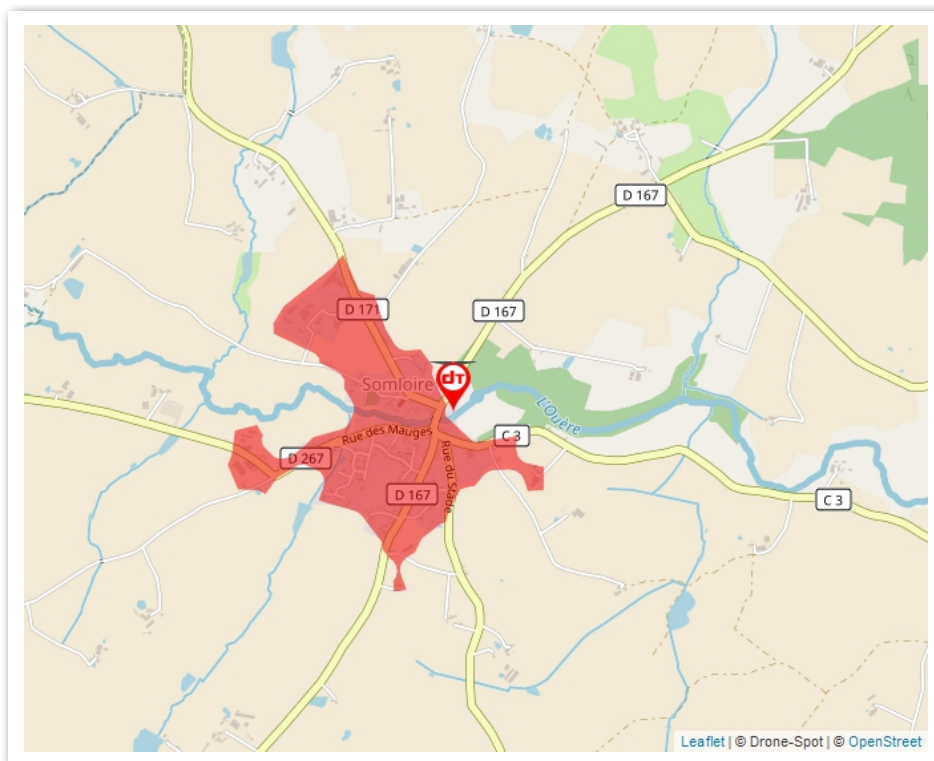 D 167
D 171
D 167
dT
Somloire
L'Ouère
Rue des Mauges
C 3
D 267
Rue du Stade
D 167
C 3
Leaflet | © Drone-Spot | © OpenStreet